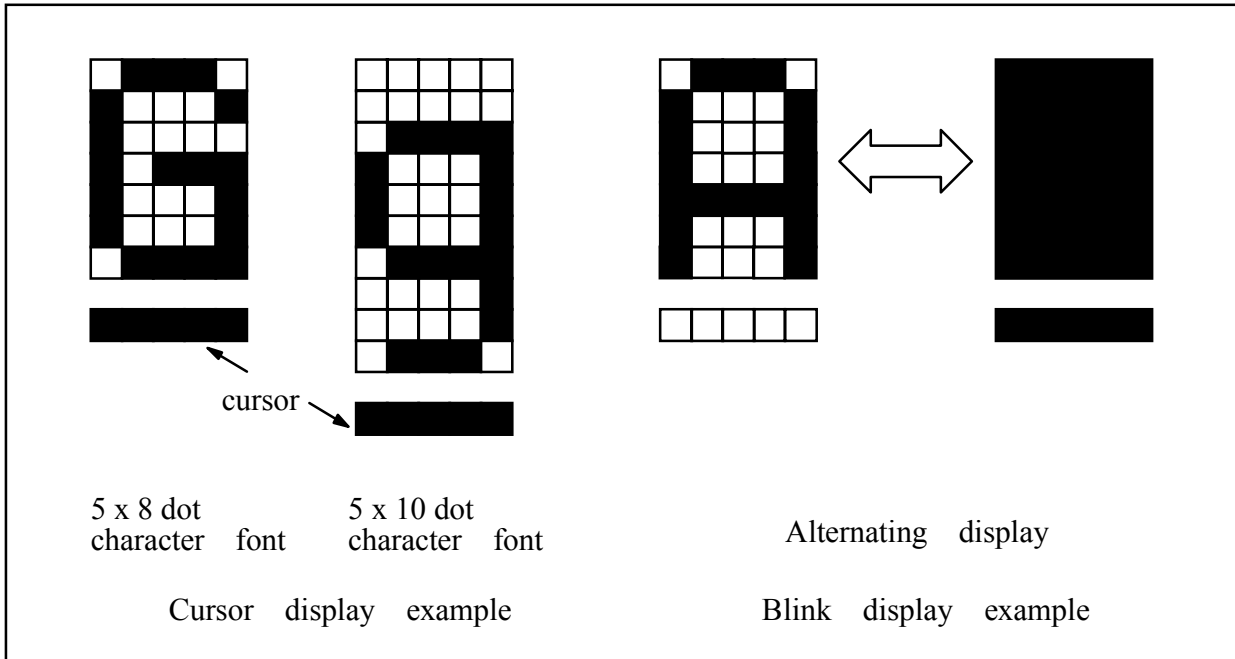 cursor
5 x 8 dot
character font
5 x 10 dot
character font
Alternating display
Cursor display example
Blink display example